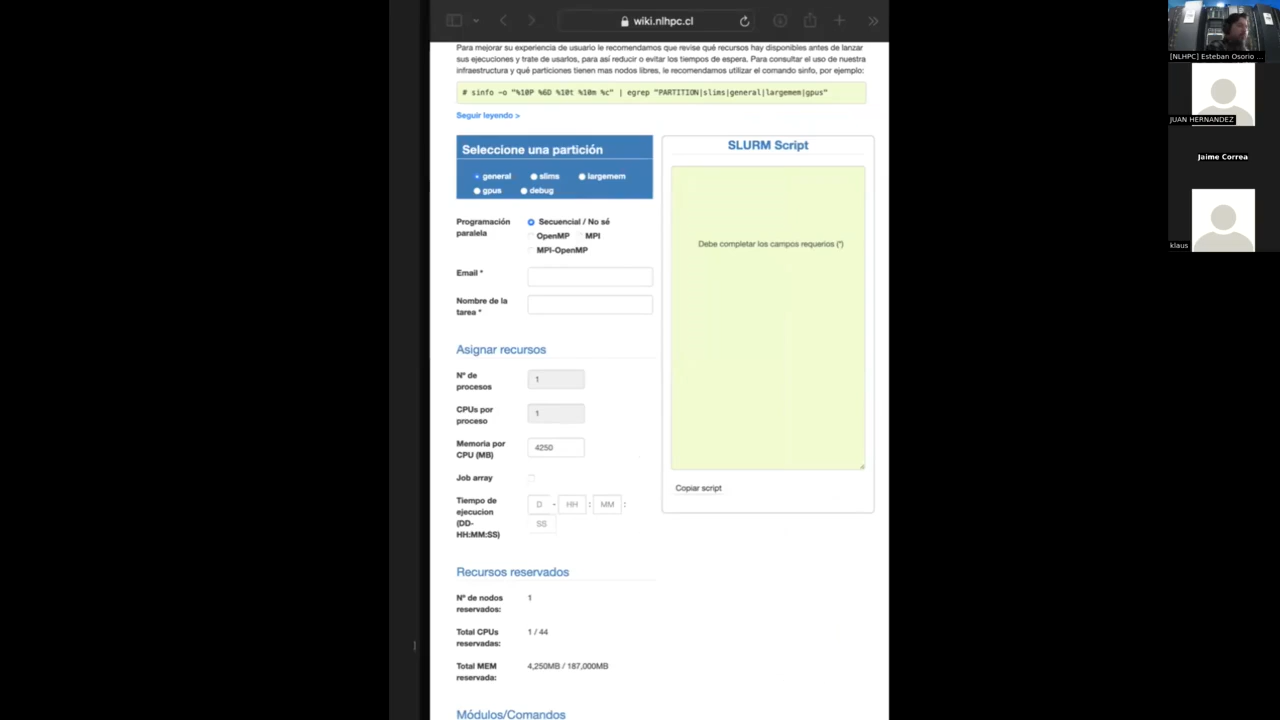 wiki.nlhpc.cl
Para mejorar su experiencia de usuario le recomendamos que revise qué recursos hay disponibles antes de lanzar
sus ejecuciones y trate de usarlos, para así reducir o evitar los tiempos de espera. Para consultar el uso de nuestra
infraestructura y qué particiones tienen mas nodos libres, le recomendamos utilizar el comando sinfo, por ejemplo:
# sinfo -o "%10P %6D %10t %10m %c" | egrep "PARTITION|slims|general|largemem|gpus"
Seguir leyendo >
Seleccione una partición
general slims largemem
gpus debug
Programación
paralela
Secuencial / No sé
OpenMP MPI
MPI-OpenMP
Email *
Nombre de la
tarea *
Asignar recursos
Nº de
procesos
1
CPUs por
proceso
1
Memoria por
CPU (MB)
4250
Job array
Tiempo de
ejecucion
(DD-
HH:MM:SS)
D - HH : MM :
SS
Recursos reservados
Nº de nodos
reservados:
1
Total CPUs
reservadas:
1 / 44
Total MEM
reservada:
4,250MB / 187,000MB
Módulos/Comandos
SLURM Script
Debe completar los campos requerios (*)
Copiar script
[NLHPC] Esteban Osorio ...
JUAN HERNANDEZ
Jaime Correa
klaus